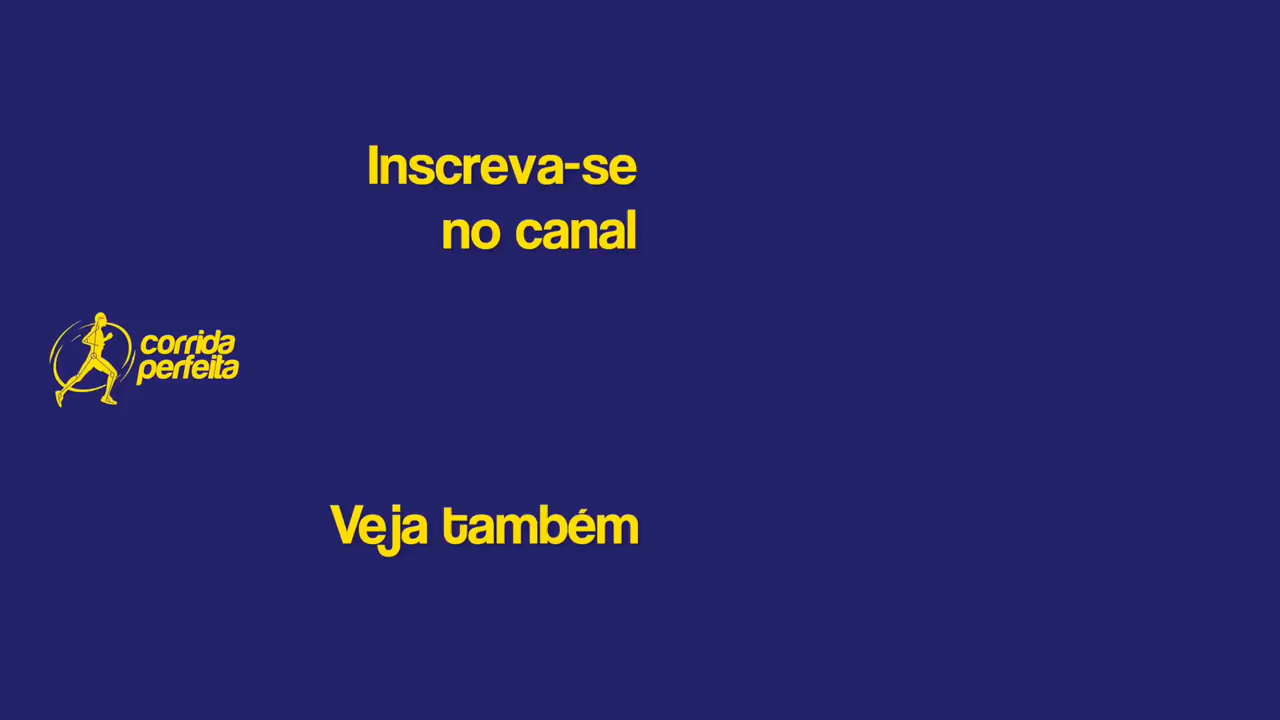 Inscreva-se
no canal
corrida
perfeita
Veja também